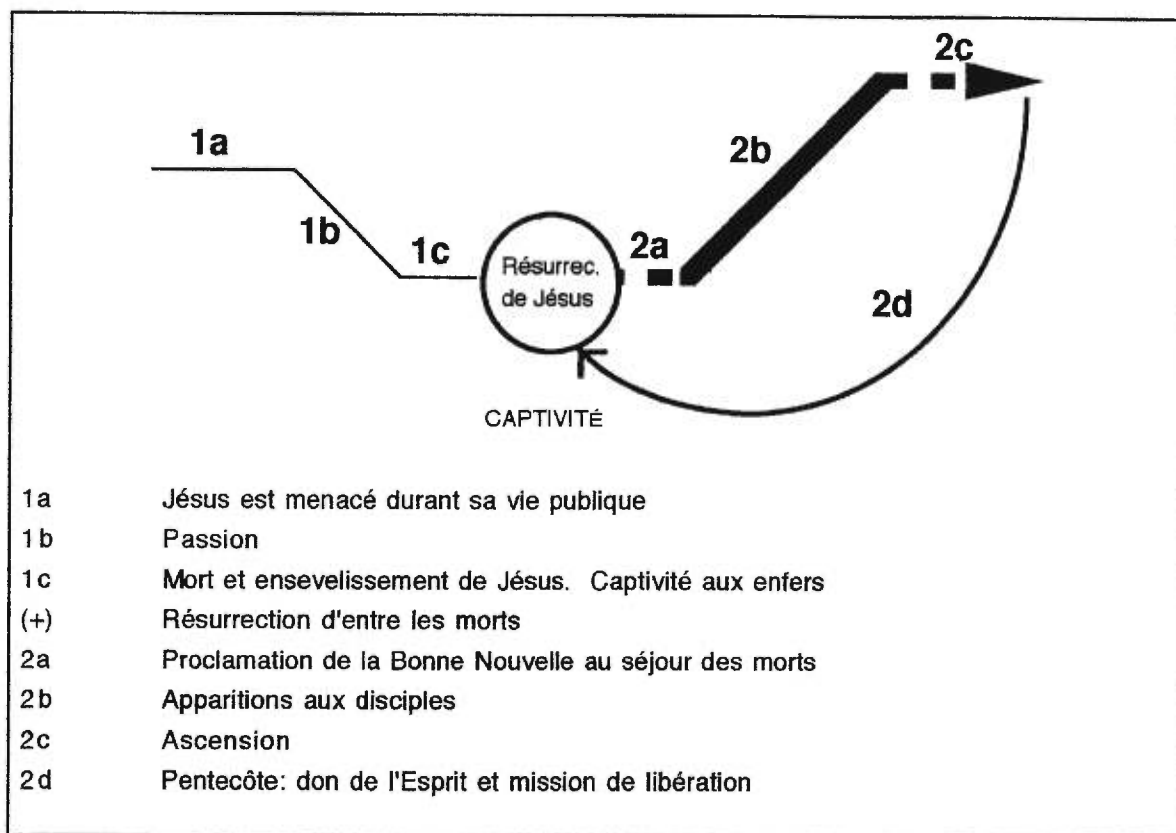 2c
1a
2b
1b
1c
2a
Résurrec.
de Jésus
2d
CAPTIVITÉ
1a Jésus est menacé durant sa vie publique
1b Passion
1c Mort et ensevelissement de Jésus. Captivité aux enfers
(+) Résurrection d'entre les morts
2a Proclamation de la Bonne Nouvelle au séjour des morts
2b Apparitions aux disciples
2c Ascension
2d Pentecôte: don de l'Esprit et mission de libération